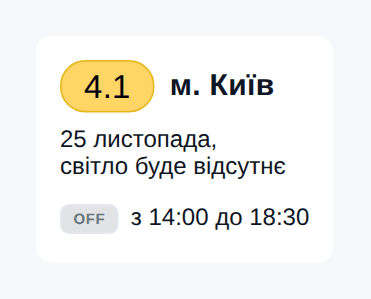 4.1 м. Київ
25 листопада,
світло буде відсутнє
OFF з 14:00 до 18:30